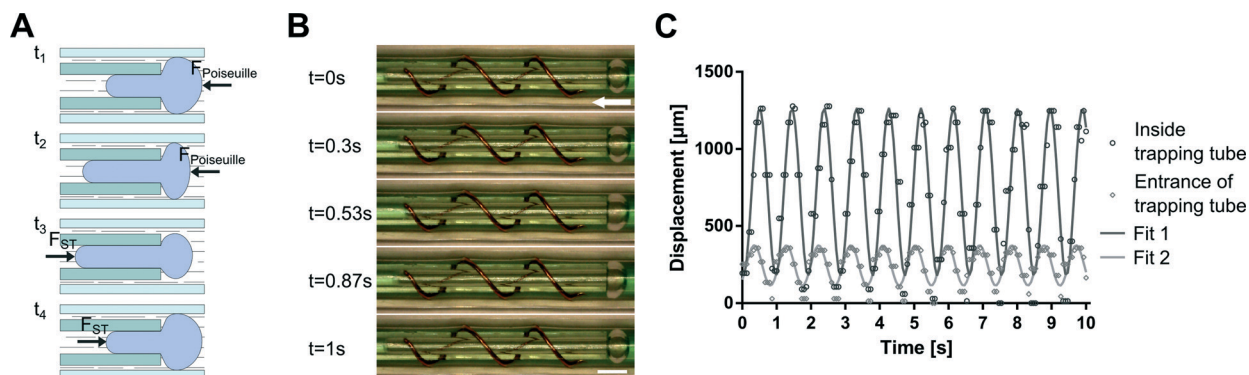 A
t1
FPoiseuille
t2
FPoiseuille
t3
FST
t4
FST
B
t=0s
t=0.3s
t=0.53s
t=0.87s
t=1s
C
1500
1000
500
0
Displacement [µm]
0 1 2 3 4 5 6 7 8 9 10
Time [s]
Inside
trapping tube
Entrance of
trapping tube
Fit 1
Fit 2